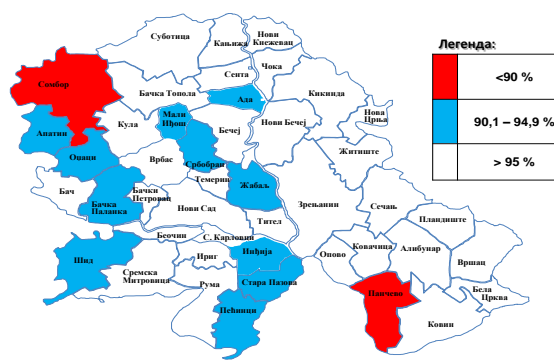 Суботица
Кањижа
Нови
Кнежевац
Сента
Чока
Сомбор
Бачка Топола
Ада
Кикинда
Мали
Иђош
Нова
Црња
Апатин
Кула
Бечеј
Нови Бечеј
Оџаци
Врбас
Србобран
Житиште
Темерин
Жабаљ
Бач
Бачки
Петровац
Бачка
Паланка
Нови Сад
Зрењанин
Сечањ
Тител
Пландиште
Беочин
С. Карловци
Шид
Ириг
Инђија
Опово
Ковачица
Алибунар
Вршац
Сремска
Митровица
Рума
Стара Пазова
Панчево
Бела
Црква
Пећинци
Ковин
Легенда:
<90 %
90,1 – 94,9 %
> 95 %